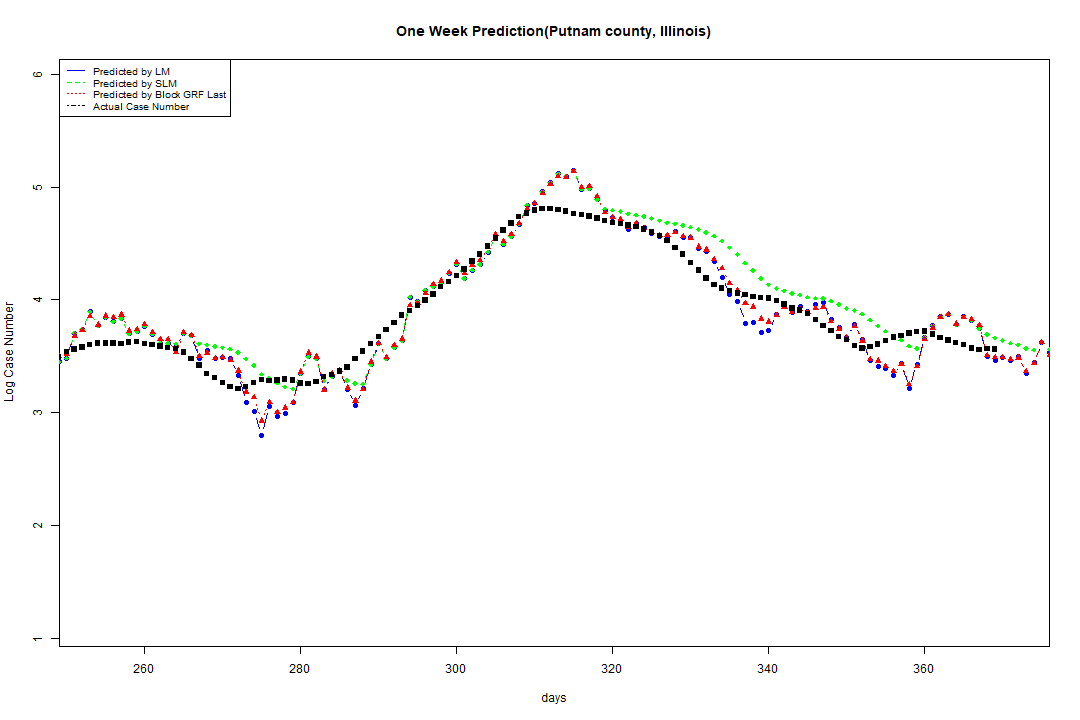 One Week Prediction(Putnam county, Illinois)
Predicted by LM
Predicted by SLM
Predicted by Block GRF Last
Actual Case Number
6
5
4
3
2
1
Log Case Number
260 280 300 320 340 360
days